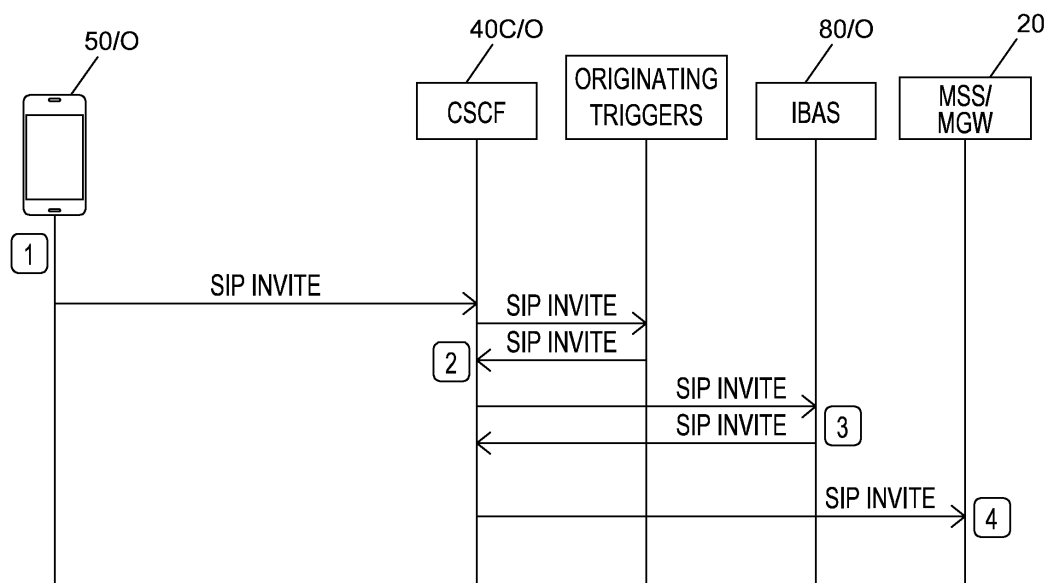 50/O
40C/O
80/O
20
CSCF
ORIGINATING
TRIGGERS
IBAS
MSS/
MGW
1
SIP INVITE
SIP INVITE
SIP INVITE
2
SIP INVITE
SIP INVITE
3
SIP INVITE
4